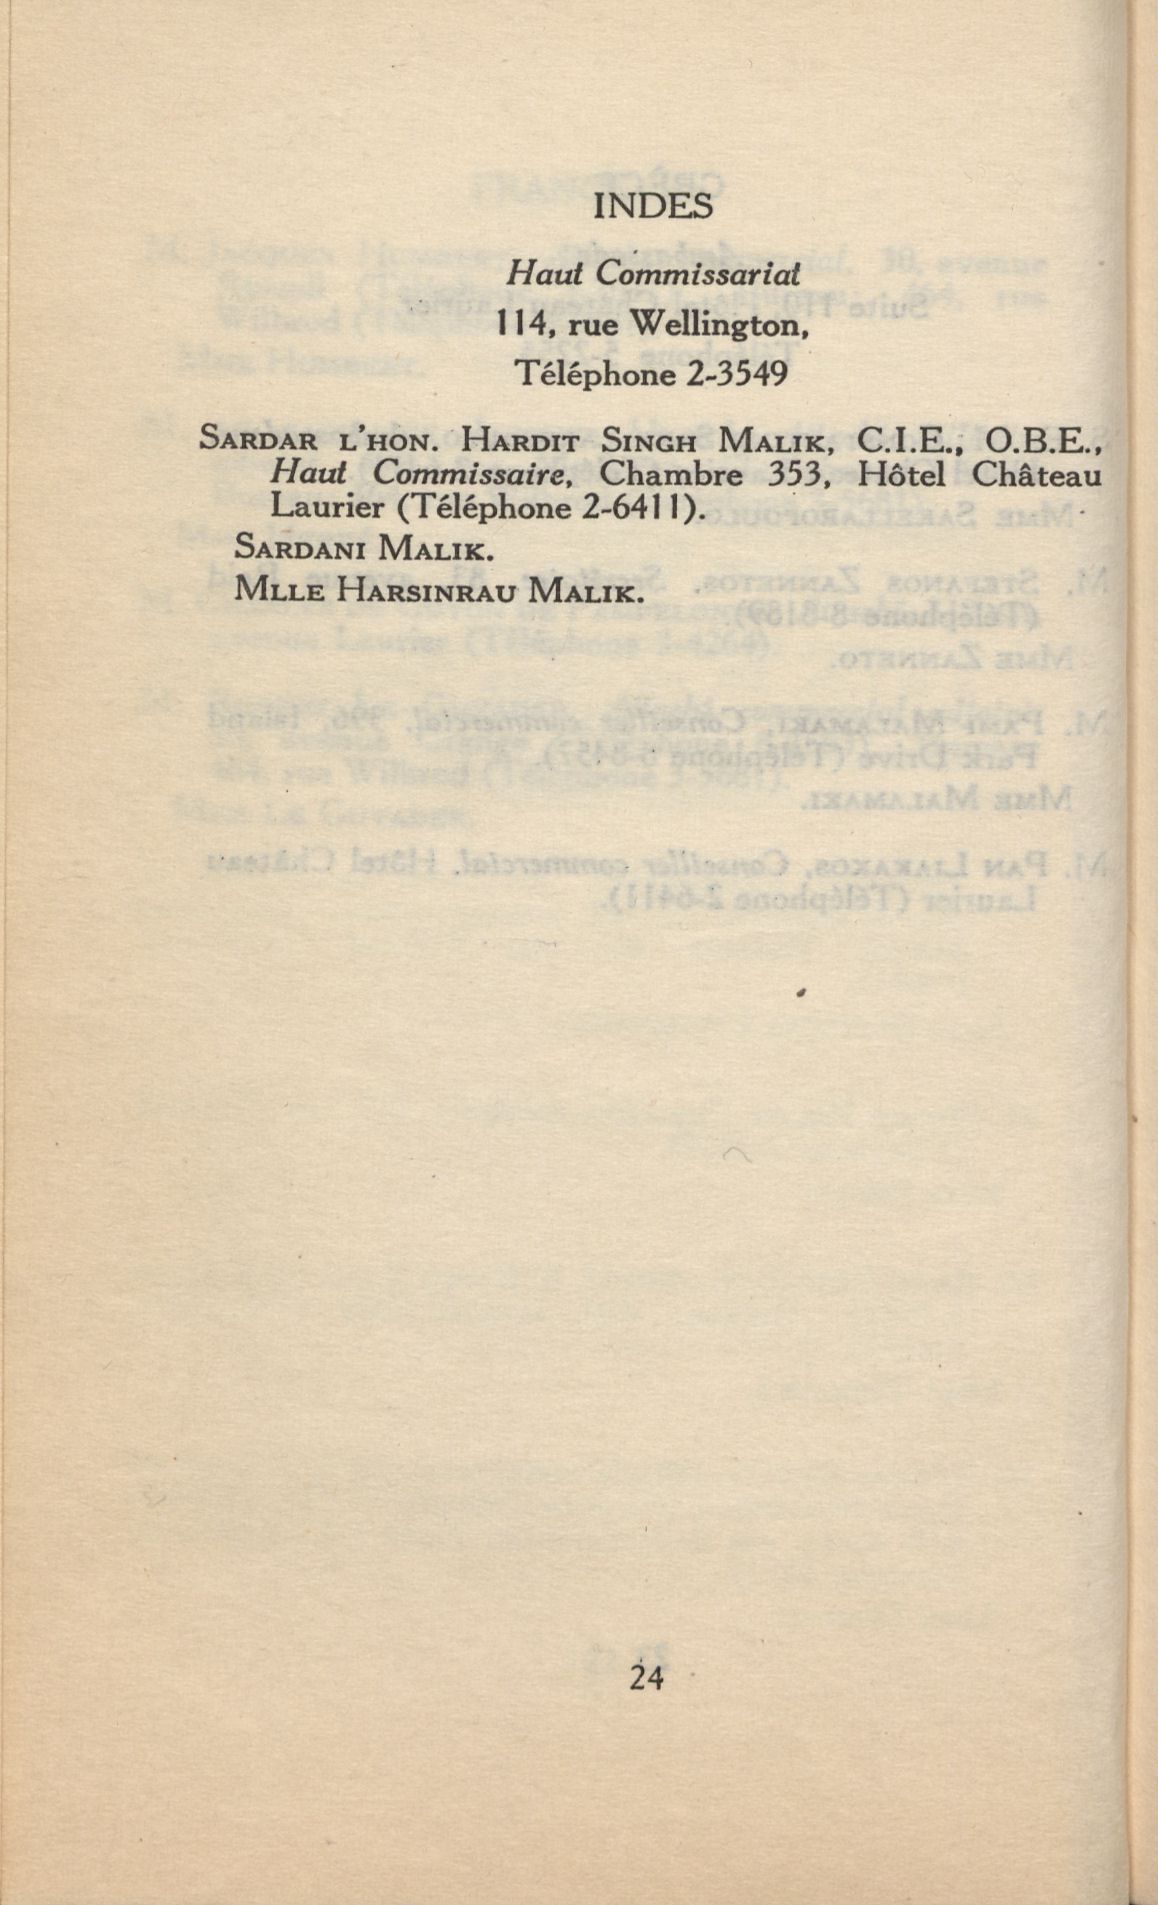 INDES
Haut Commissariat
114, rue Wellington,
Téléphone 2-3549
SARDAR L'HON. HARDIT SINGH MALIK, C.I.E., O.B.E.,
Haut Commissaire, Chambre 353, Hôtel Château
Laurier (Téléphone 2-6411).
SARDANI MALIK.
MLLE HARSINRAU MALIK.
24